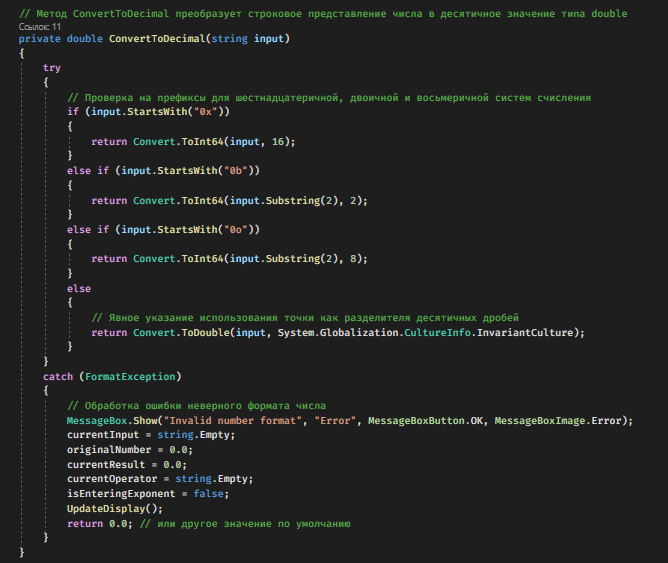 // Метод ConvertToDecimal преобразует строковое представление числа в десятичное значение типа double
Ссылок: 11
private double ConvertToDecimal(string input)
{
    try
    {
        // Проверка на префиксы для шестнадцатеричной, двоичной и восьмеричной систем счисления
        if (input.StartsWith("0x"))
        {
            return Convert.ToInt64(input, 16);
        }
        else if (input.StartsWith("0b"))
        {
            return Convert.ToInt64(input.Substring(2), 2);
        }
        else if (input.StartsWith("0o"))
        {
            return Convert.ToInt64(input.Substring(2), 8);
        }
        else
        {
            // Явное указание использования точки как разделителя десятичных дробей
            return Convert.ToDouble(input, System.Globalization.CultureInfo.InvariantCulture);
        }
    }
    catch (FormatException)
    {
        // Обработка ошибки неверного формата числа
        MessageBox.Show("Invalid number format", "Error", MessageBoxButton.OK, MessageBoxImage.Error);
        currentInput = string.Empty;
        originalNumber = 0.0;
        currentResult = 0.0;
        currentOperator = string.Empty;
        isEnteringExponent = false;
        UpdateDisplay();
        return 0.0; // или другое значение по умолчанию
    }
}